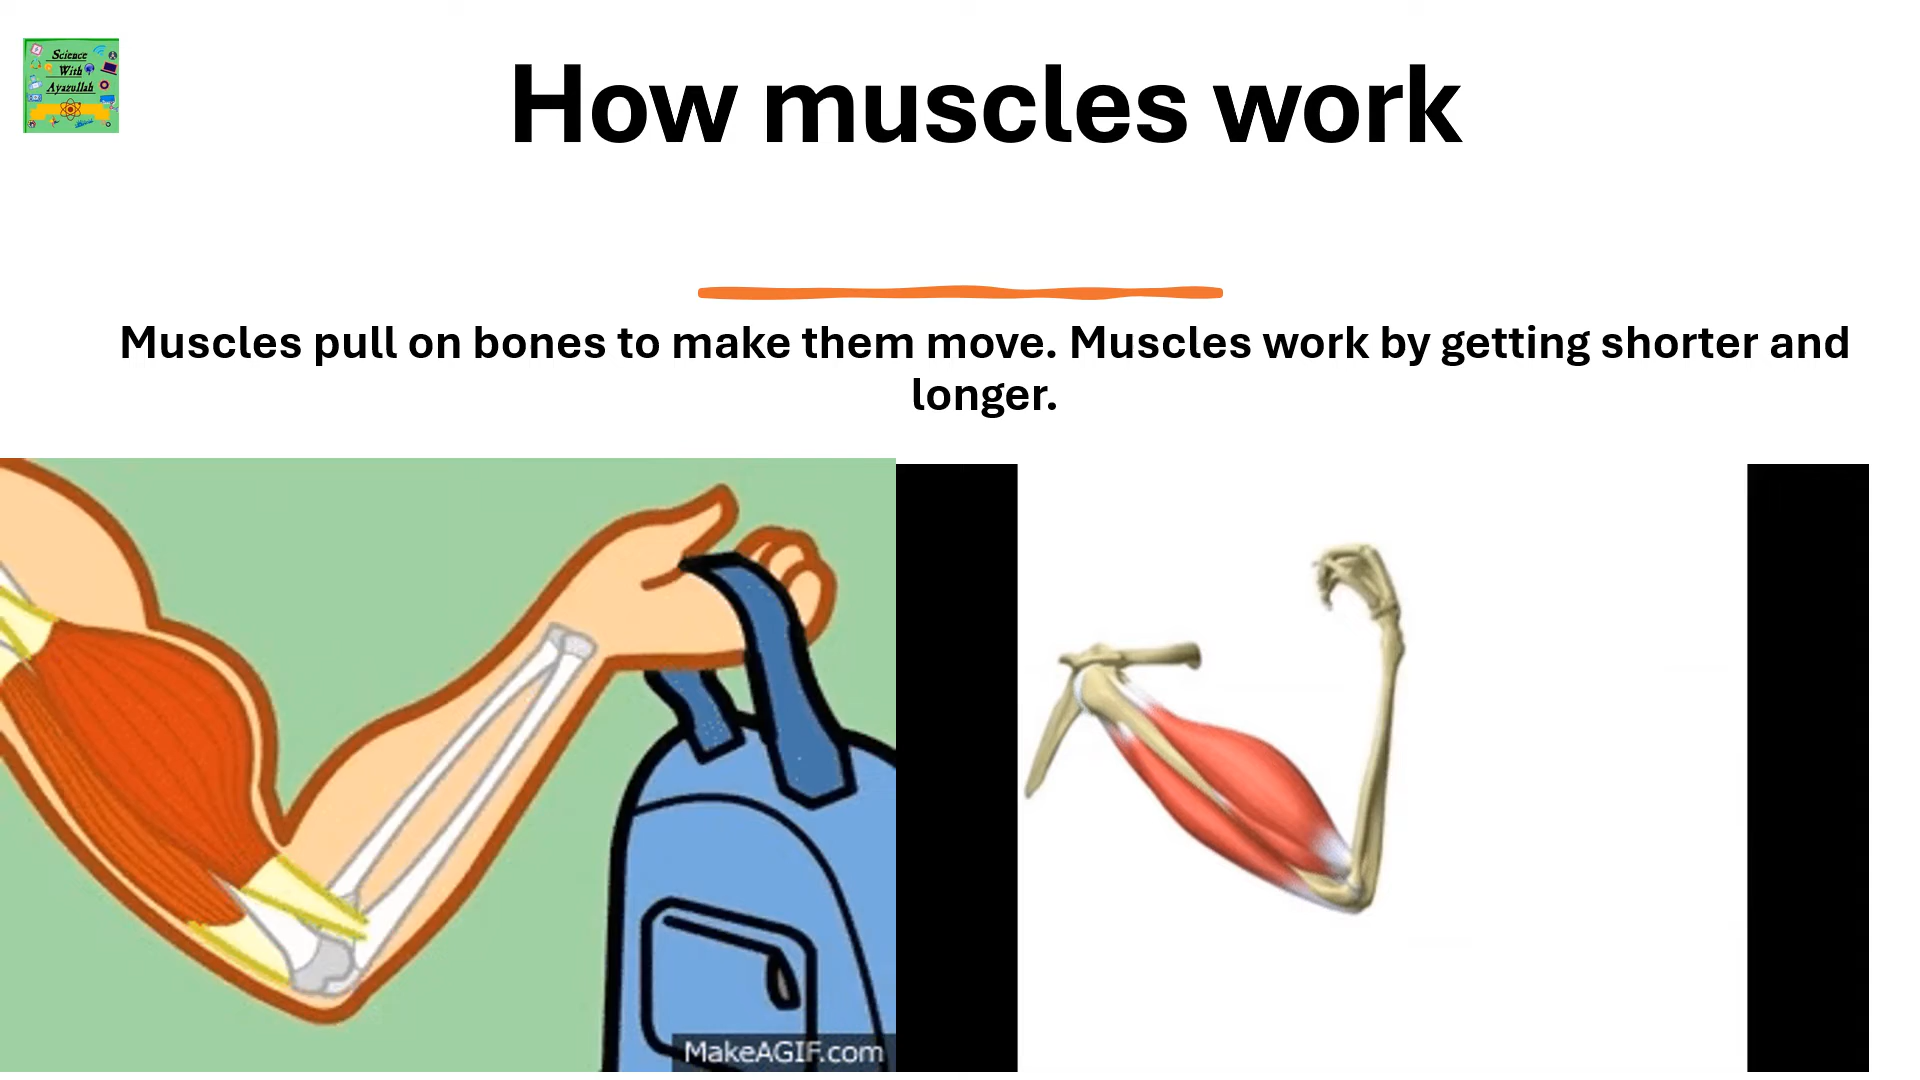 Science
With
Ayazullah
How muscles work
Muscles pull on bones to make them move. Muscles work by getting shorter and
longer.
MakeAGIF.com